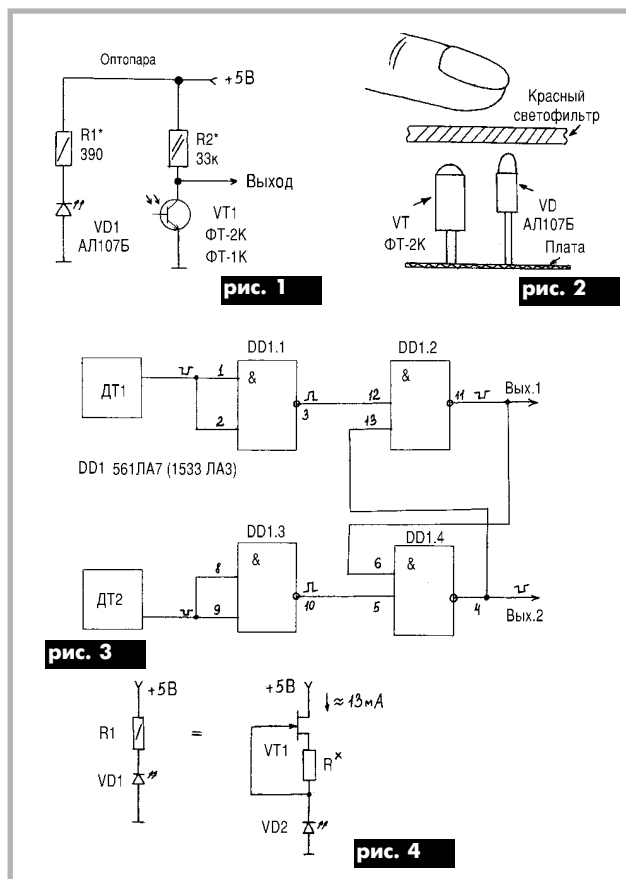 Оптопара
+5В
R1*
390
R2*
33к
Выход
VD1
АЛ107Б
VT1
ФТ-2К
ФТ-1К
рис. 1
Красный
светофильтр
VT
ФТ-2К
VD
АЛ107Б
Плата
рис. 2
DD1.1
DD1.2
ДТ1
1
&
2
3
12
&
13
11
Вых.1
DD1 561ЛА7 (1533 ЛА3)
DD1.3
DD1.4
ДТ2
8
&
9
10
6
&
5
4
Вых.2
рис. 3
+5В
R1
VD1
=
+5В
≈13мА
VT1
R*
VD2
рис. 4